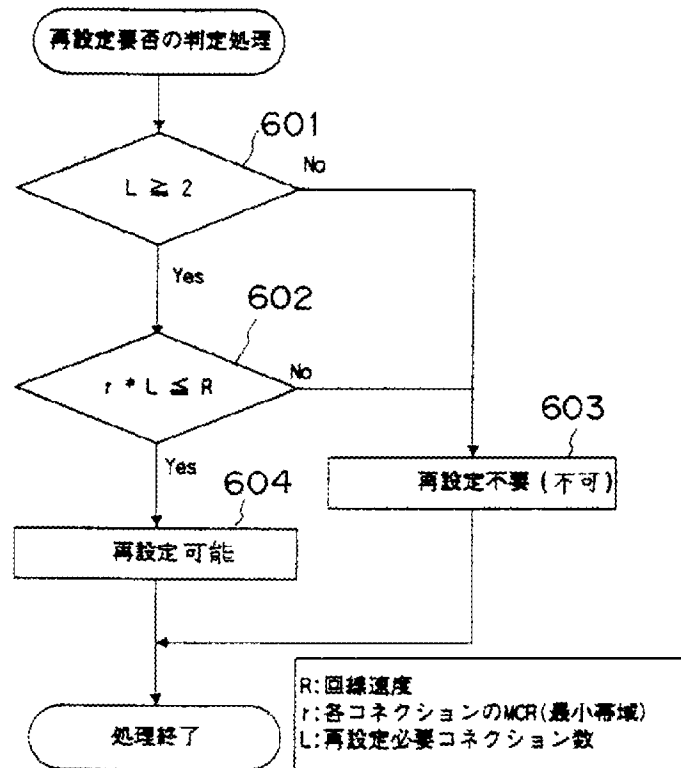 再設定要否の判定処理
601
L ≧ 2
No
Yes
602
r * L ≦ R
No
603
Yes
再設定不要(不可)
604
再設定可能
処理終了
R:回線速度
r:各コネクションのMCR(最小帯域)
L:再設定必要コネクション数